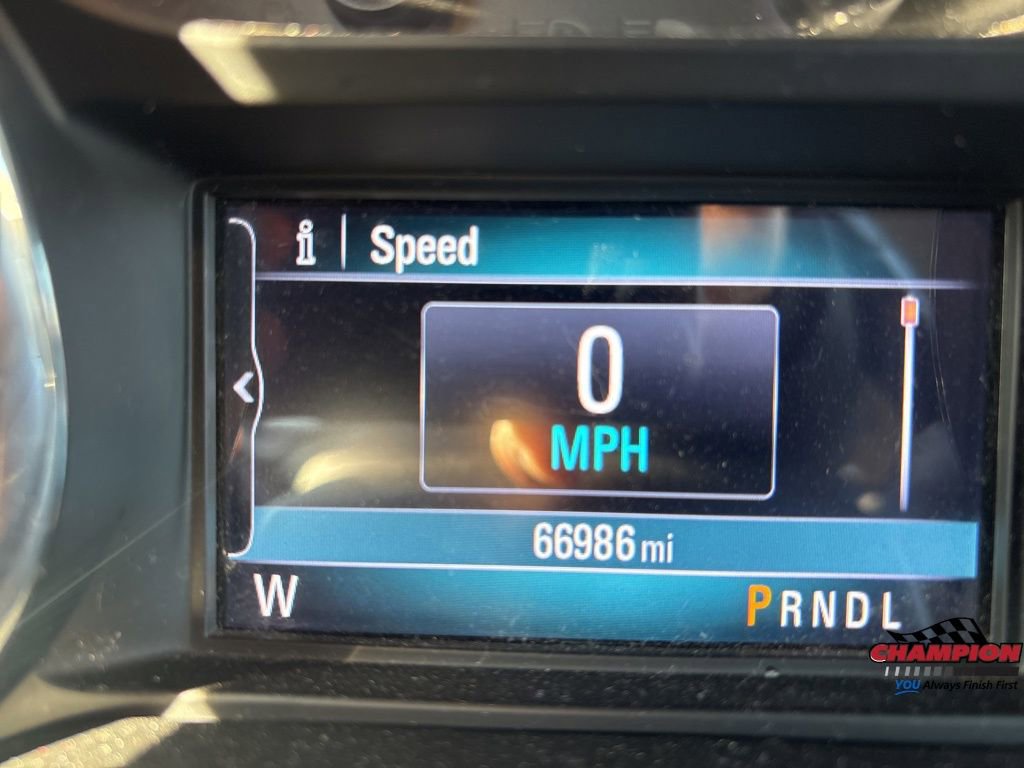 i Speed
0
MPH
66986 mi
W PRNDL
CHAMPION
YOU Always Finish First